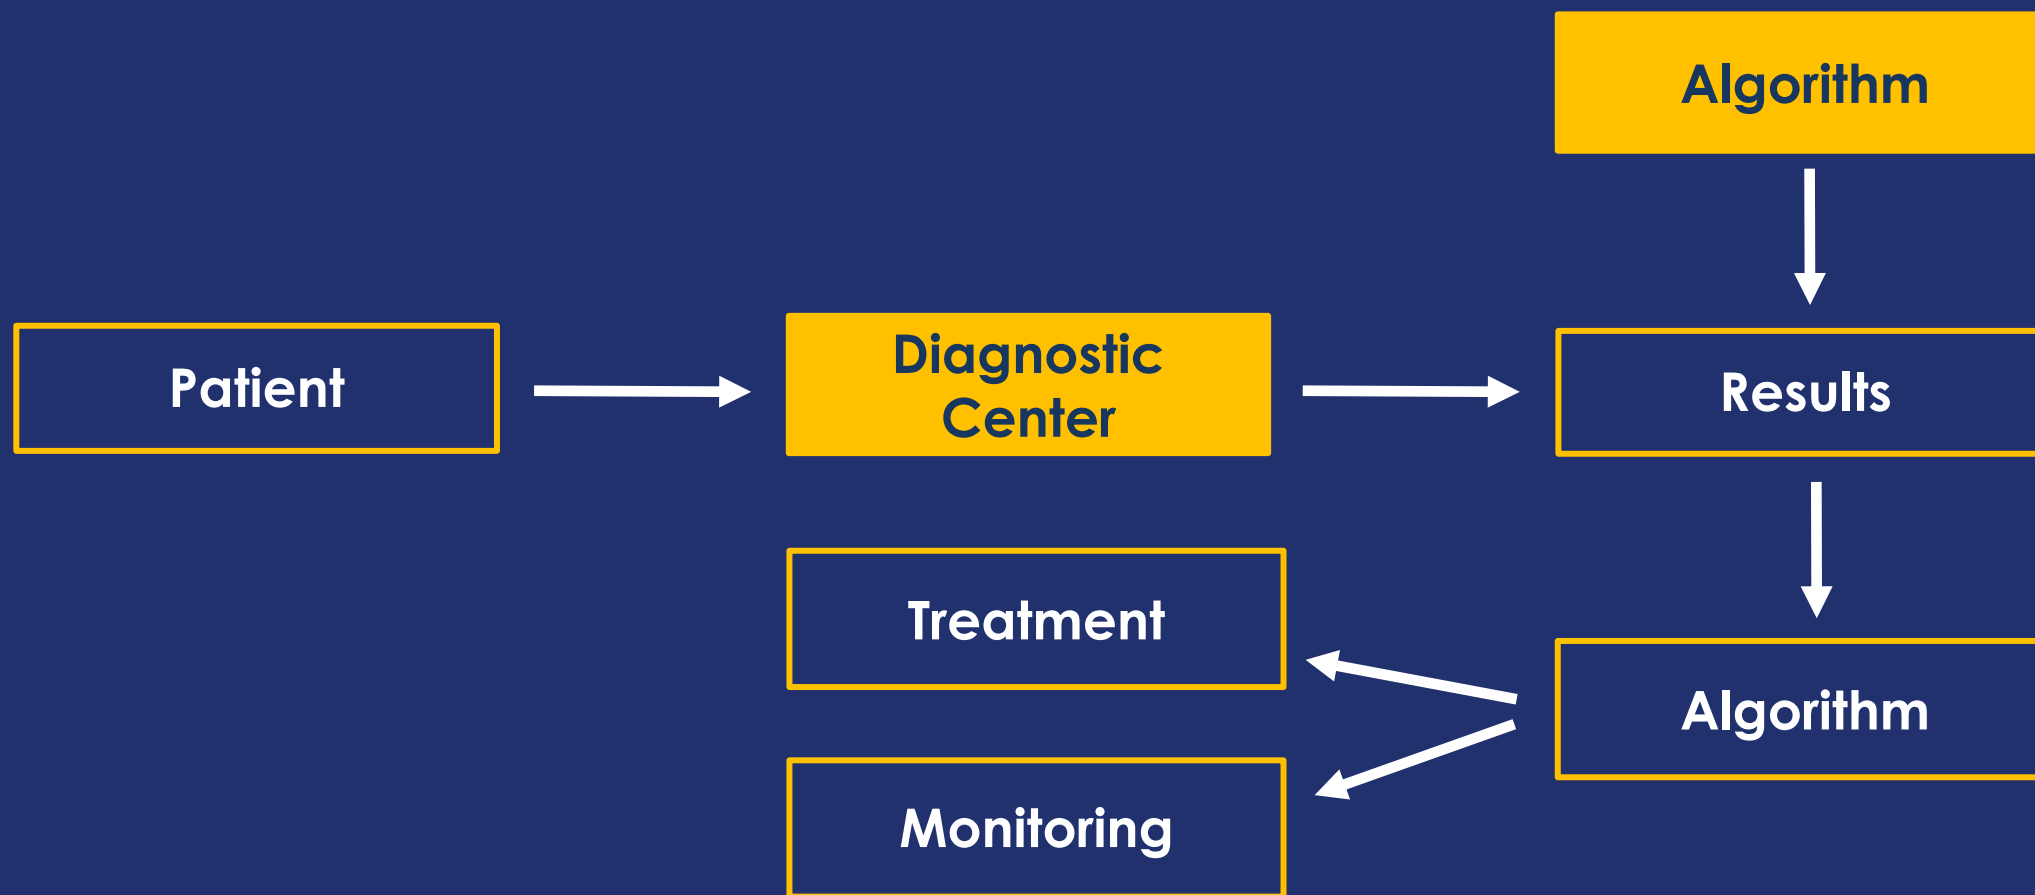 Algorithm
Patient
Diagnostic
Center
Results
Treatment
Algorithm
Monitoring